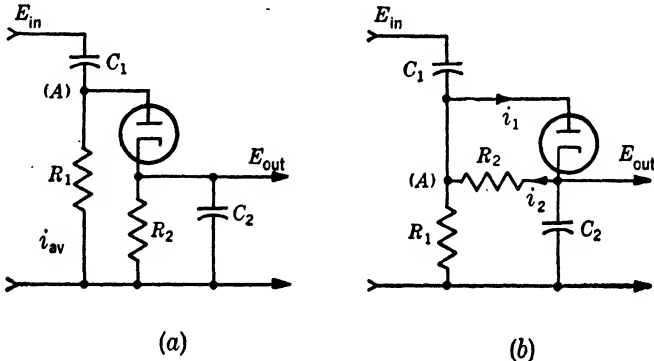 E_in
C_1
(A)
R_1
i_av
R_2
C_2
E_out
(a)
E_in
C_1
i_1
R_2
E_out
(A)
i_2
C_2
R_1
(b)